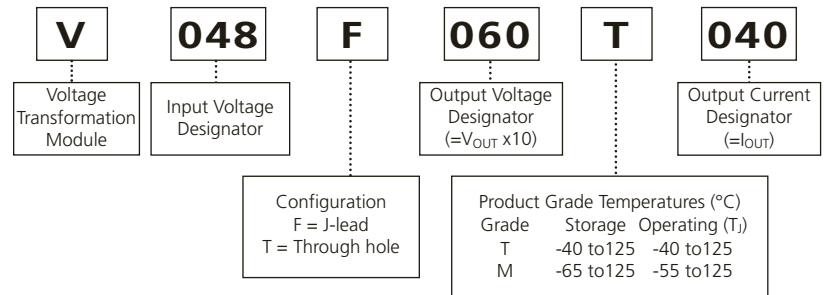 V 048 F 060 T 040
Voltage
Transformation
Module
Input Voltage
Designator
Output Voltage
Designator
(=VOUT x10)
Output Current
Designator
(=IOUT)
Configuration
F = J-lead
T = Through hole
Product Grade Temperatures (°C)
Grade Storage Operating (TJ)
T -40 to125 -40 to125
M -65 to125 -55 to125